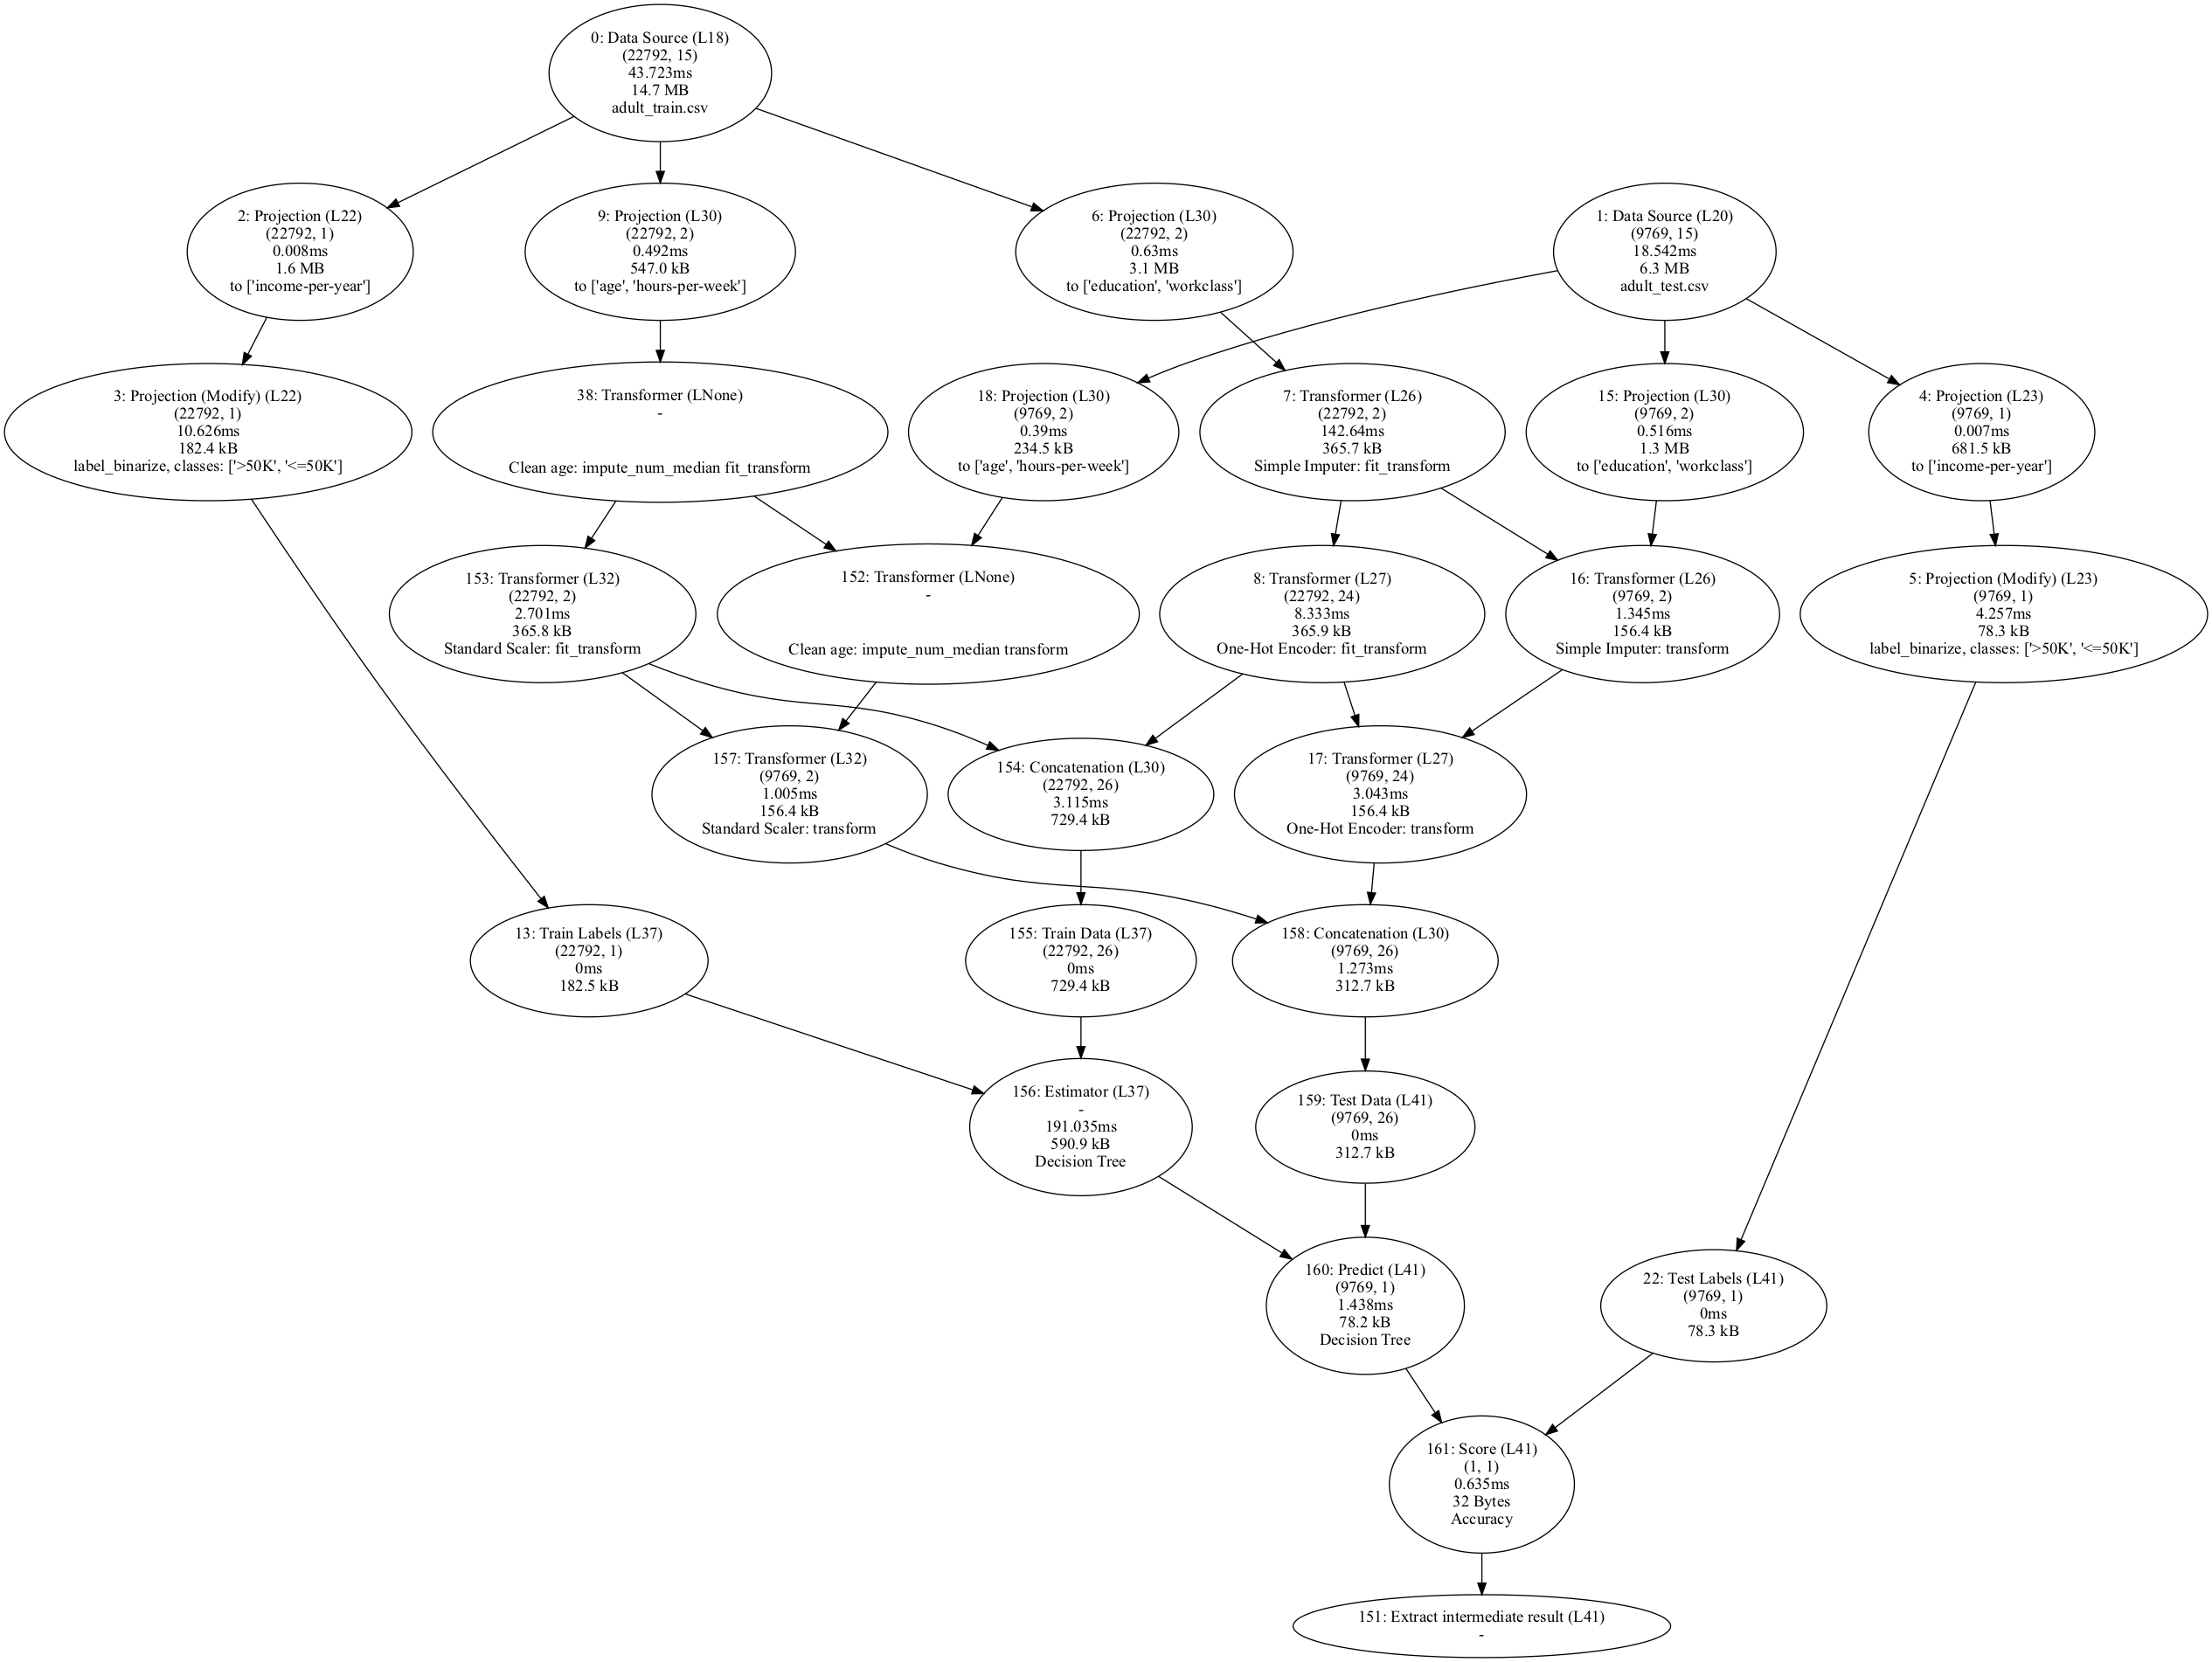 0: Data Source (L18)
(22792, 15)
43.723ms
14.7 MB
adult_train.csv
2: Projection (L22)
(22792, 1)
0.008ms
1.6 MB
to ['income-per-year']
9: Projection (L30)
(22792, 2)
0.492ms
547.0 kB
to ['age', 'hours-per-week']
6: Projection (L30)
(22792, 2)
0.63ms
3.1 MB
to ['education', 'workclass']
1: Data Source (L20)
(9769, 15)
18.542ms
6.3 MB
adult_test.csv
3: Projection (Modify) (L22)
(22792, 1)
10.626ms
182.4 kB
label_binarize, classes: ['>50K', '<=50K']
38: Transformer (LNone)
-
Clean age: impute_num_median fit_transform
18: Projection (L30)
(9769, 2)
0.39ms
234.5 kB
to ['age', 'hours-per-week']
7: Transformer (L26)
(22792, 2)
142.64ms
365.7 kB
Simple Imputer: fit_transform
15: Projection (L30)
(9769, 2)
0.516ms
1.3 MB
to ['education', 'workclass']
4: Projection (L23)
(9769, 1)
0.007ms
681.5 kB
to ['income-per-year']
153: Transformer (L32)
(22792, 2)
2.701ms
365.8 kB
Standard Scaler: fit_transform
152: Transformer (LNone)
-
Clean age: impute_num_median transform
8: Transformer (L27)
(22792, 24)
8.333ms
365.9 kB
One-Hot Encoder: fit_transform
16: Transformer (L26)
(9769, 2)
1.345ms
156.4 kB
Simple Imputer: transform
5: Projection (Modify) (L23)
(9769, 1)
4.257ms
78.3 kB
label_binarize, classes: ['>50K', '<=50K']
157: Transformer (L32)
(9769, 2)
1.005ms
156.4 kB
Standard Scaler: transform
154: Concatenation (L30)
(22792, 26)
3.115ms
729.4 kB
17: Transformer (L27)
(9769, 24)
3.043ms
156.4 kB
One-Hot Encoder: transform
13: Train Labels (L37)
(22792, 1)
0ms
182.5 kB
155: Train Data (L37)
(22792, 26)
0ms
729.4 kB
158: Concatenation (L30)
(9769, 26)
1.273ms
312.7 kB
156: Estimator (L37)
-
191.035ms
590.9 kB
Decision Tree
159: Test Data (L41)
(9769, 26)
0ms
312.7 kB
160: Predict (L41)
(9769, 1)
1.438ms
78.2 kB
Decision Tree
22: Test Labels (L41)
(9769, 1)
0ms
78.3 kB
161: Score (L41)
(1, 1)
0.635ms
32 Bytes
Accuracy
151: Extract intermediate result (L41)
-